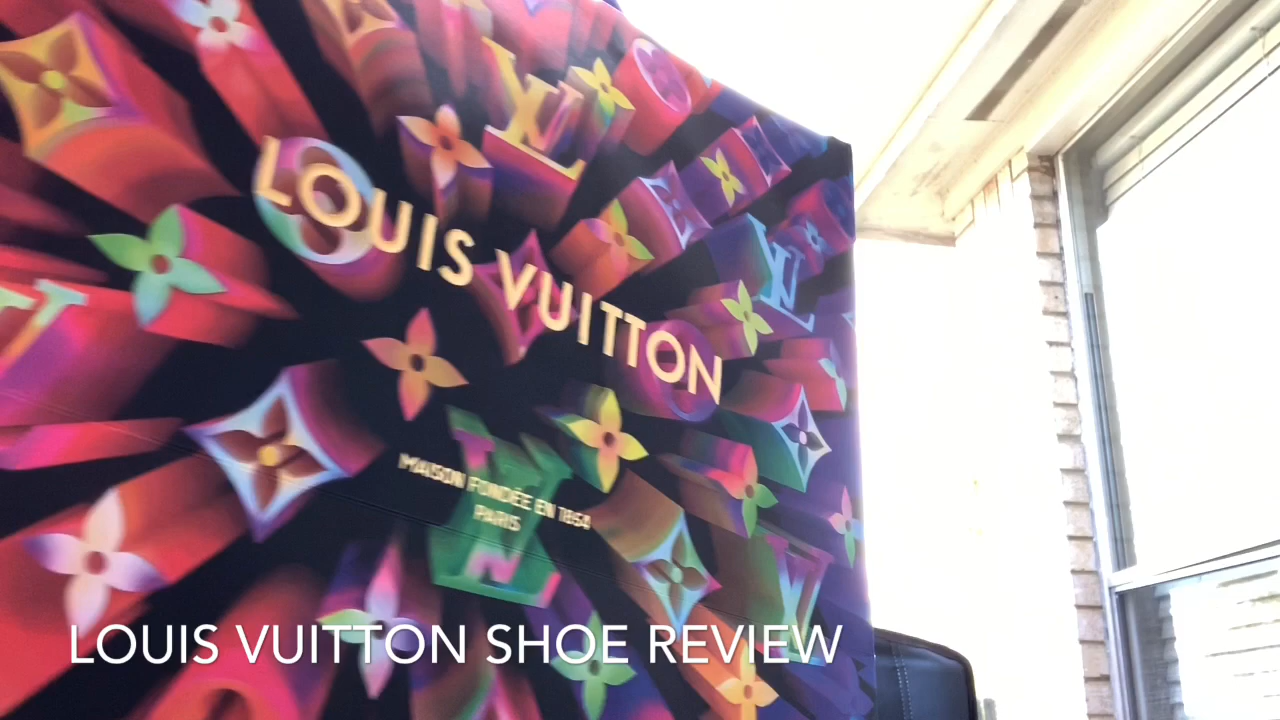 LOUIS VUITTON
MAISON FONDÉE EN 1854
PARIS
LOUIS VUITTON SHOE REVIEW